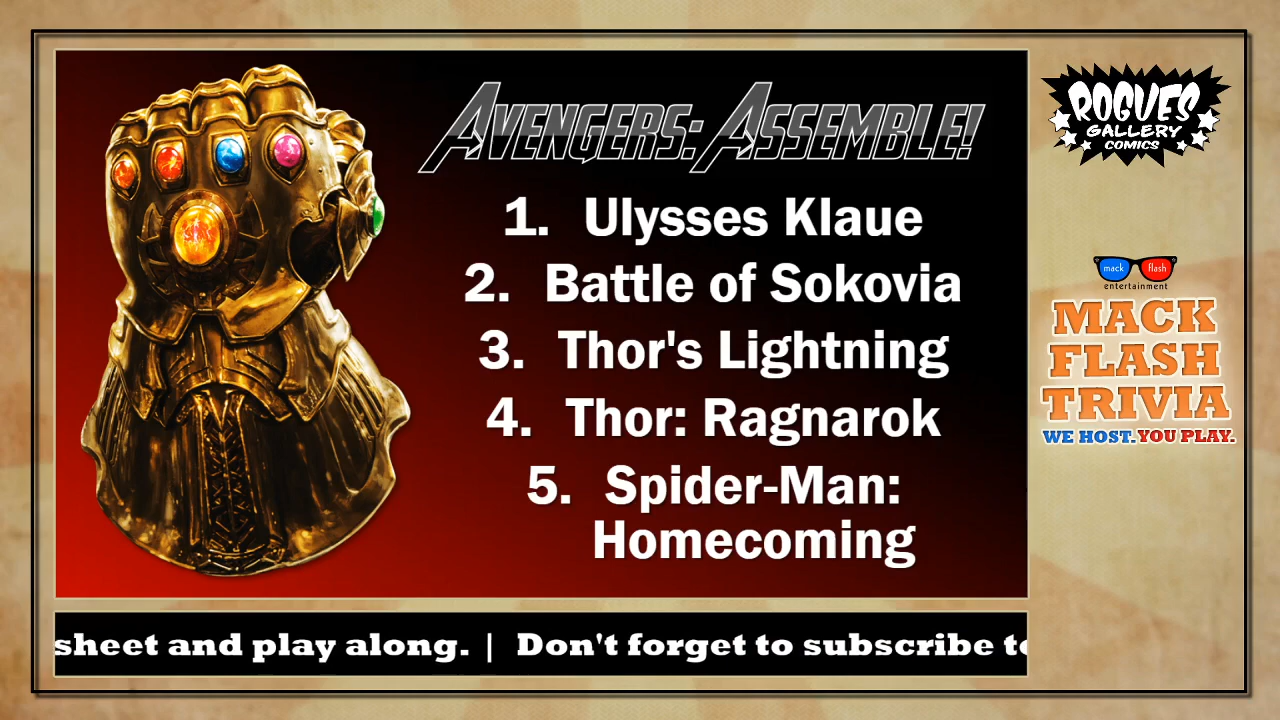 AVENGERS: ASSEMBLE!
1. Ulysses Klaue
2. Battle of Sokovia
3. Thor's Lightning
4. Thor: Ragnarok
5. Spider-Man:
Homecoming
sheet and play along. | Don't forget to subscribe to
ROGUES
GALLERY
COMICS
mack flash
entertainment
MACK
FLASH
TRIVIA
WE HOST. YOU PLAY.